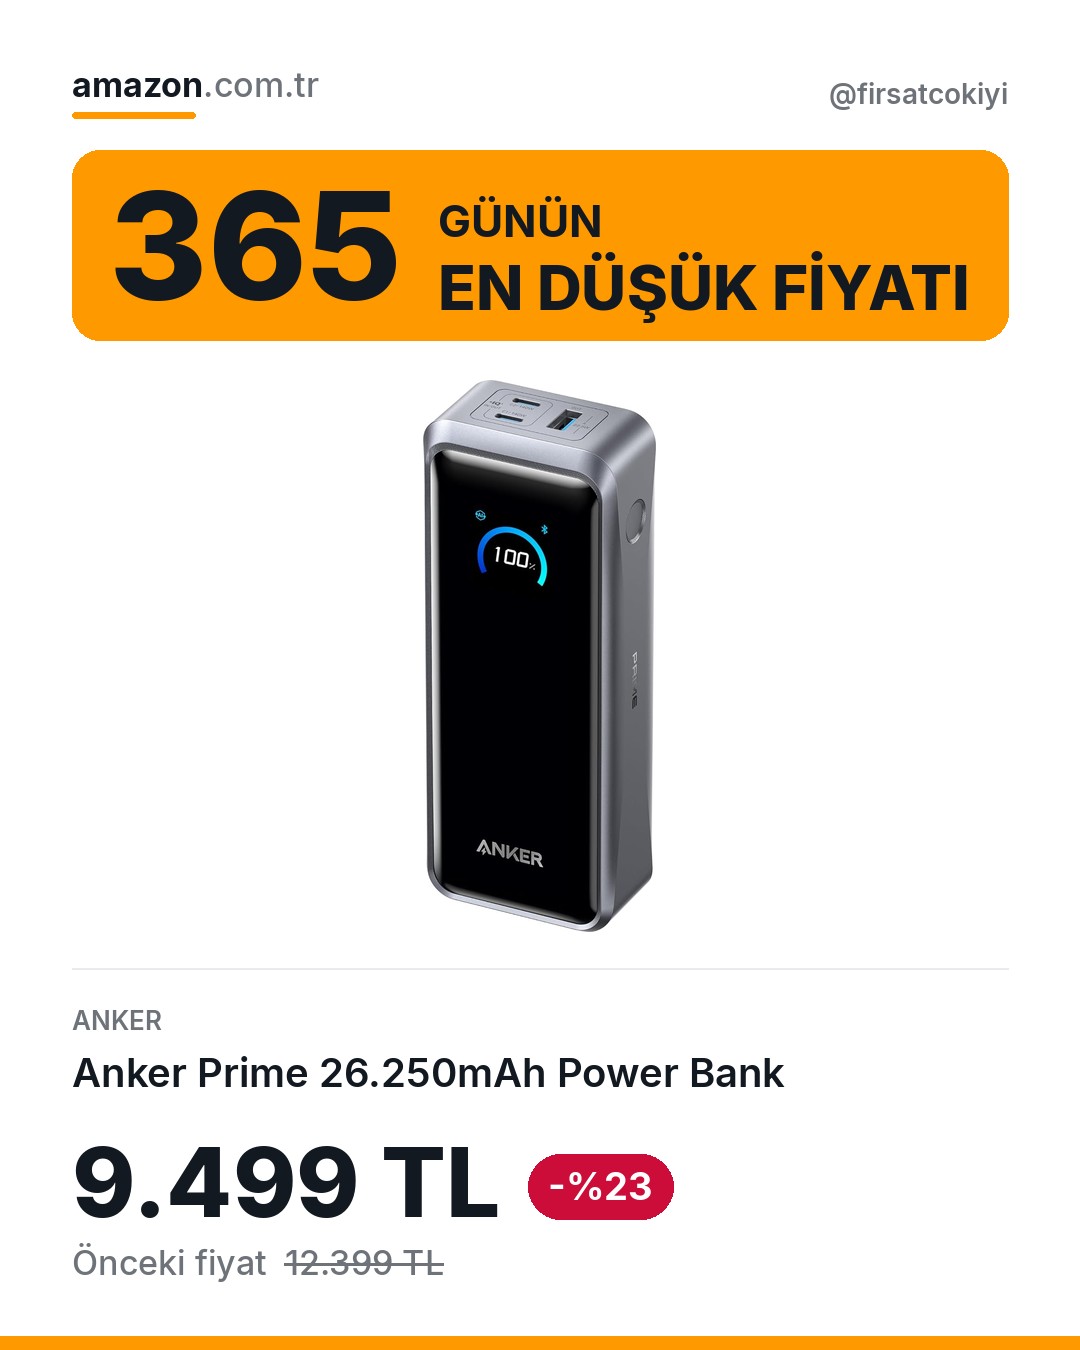 amazon.com.tr
@firsatcokiyi
365
GÜNÜN
EN DÜŞÜK FİYATI
100%
PRIME
ANKER
ANKER
Anker Prime 26.250mAh Power Bank
9.499 TL
-%23
Önceki fiyat 12.399 TL